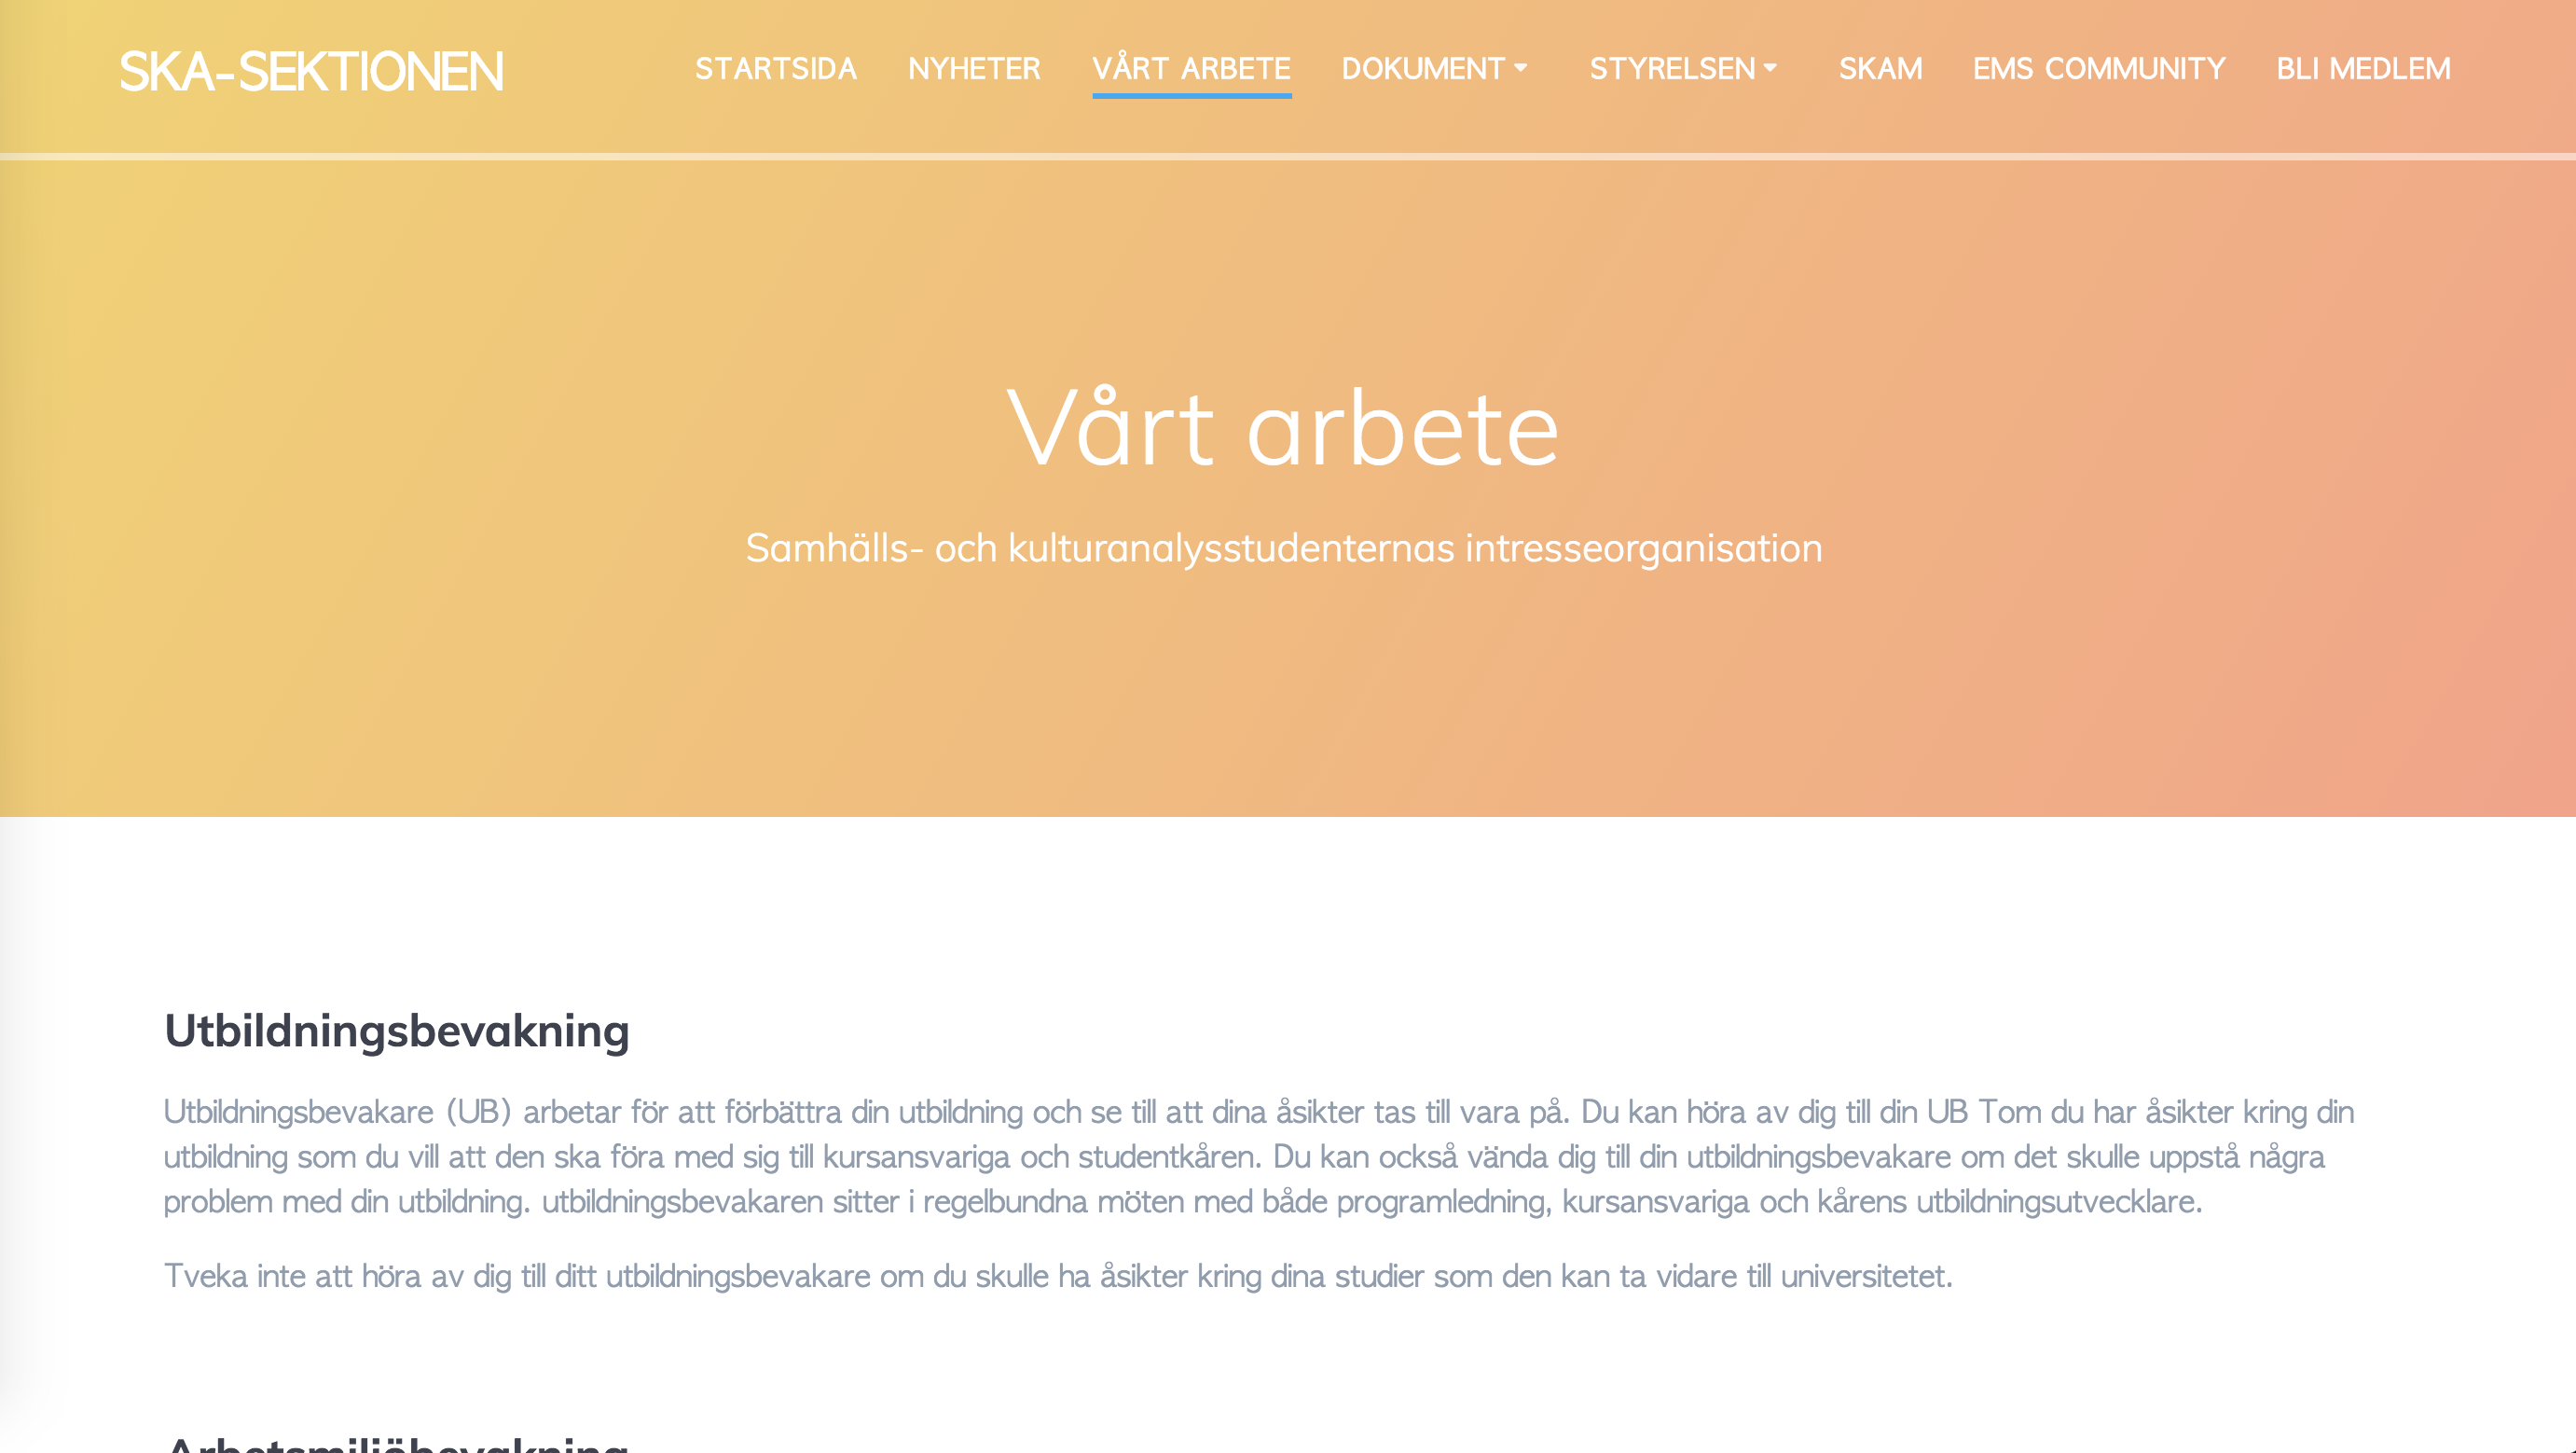 SKA-SEKTIONEN
STARTSIDA
NYHETER
VÅRT ARBETE
DOKUMENT
STYRELSEN
SKAM
EMS COMMUNITY
BLI MEDLEM
Vårt arbete
Samhälls- och kulturanalysstudenternas intresseorganisation
Utbildningsbevakning
Utbildningsbevakare (UB) arbetar för att förbättra din utbildning och se till att dina åsikter tas till vara på. Du kan höra av dig till din UB Tom du har åsikter kring din
utbildning som du vill att den ska föra med sig till kursansvariga och studentkåren. Du kan också vända dig till din utbildningsbevakare om det skulle uppstå några
problem med din utbildning. utbildningsbevakaren sitter i regelbundna möten med både programledning, kursansvariga och kårens utbildningsutvecklare.
Tveka inte att höra av dig till ditt utbildningsbevakare om du skulle ha åsikter kring dina studier som den kan ta vidare till universitetet.
Arbetsmiljöbevakning